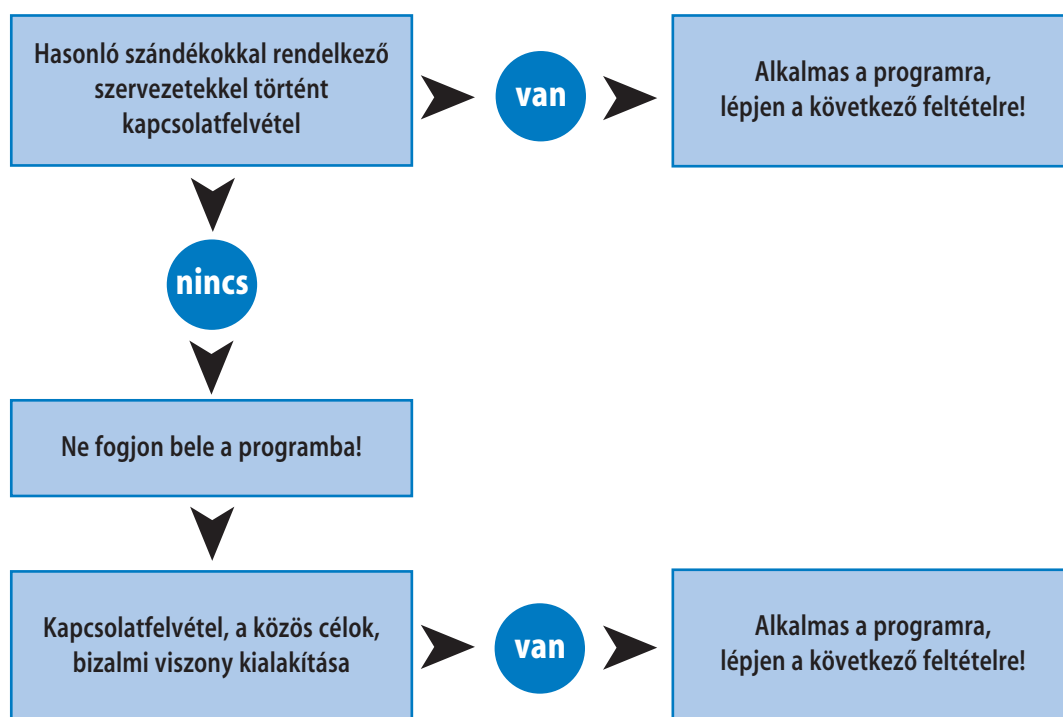 Hasonló szándékokkal rendelkező
szervezetekkel történt
kapcsolatfelvétel
van
Alkalmas a programra,
lépjen a következő feltételre!
nincs
Ne fogjon bele a programba!
Kapcsolatfelvétel, a közös célok,
bizalmi viszony kialakítása
van
Alkalmas a programra,
lépjen a következő feltételre!